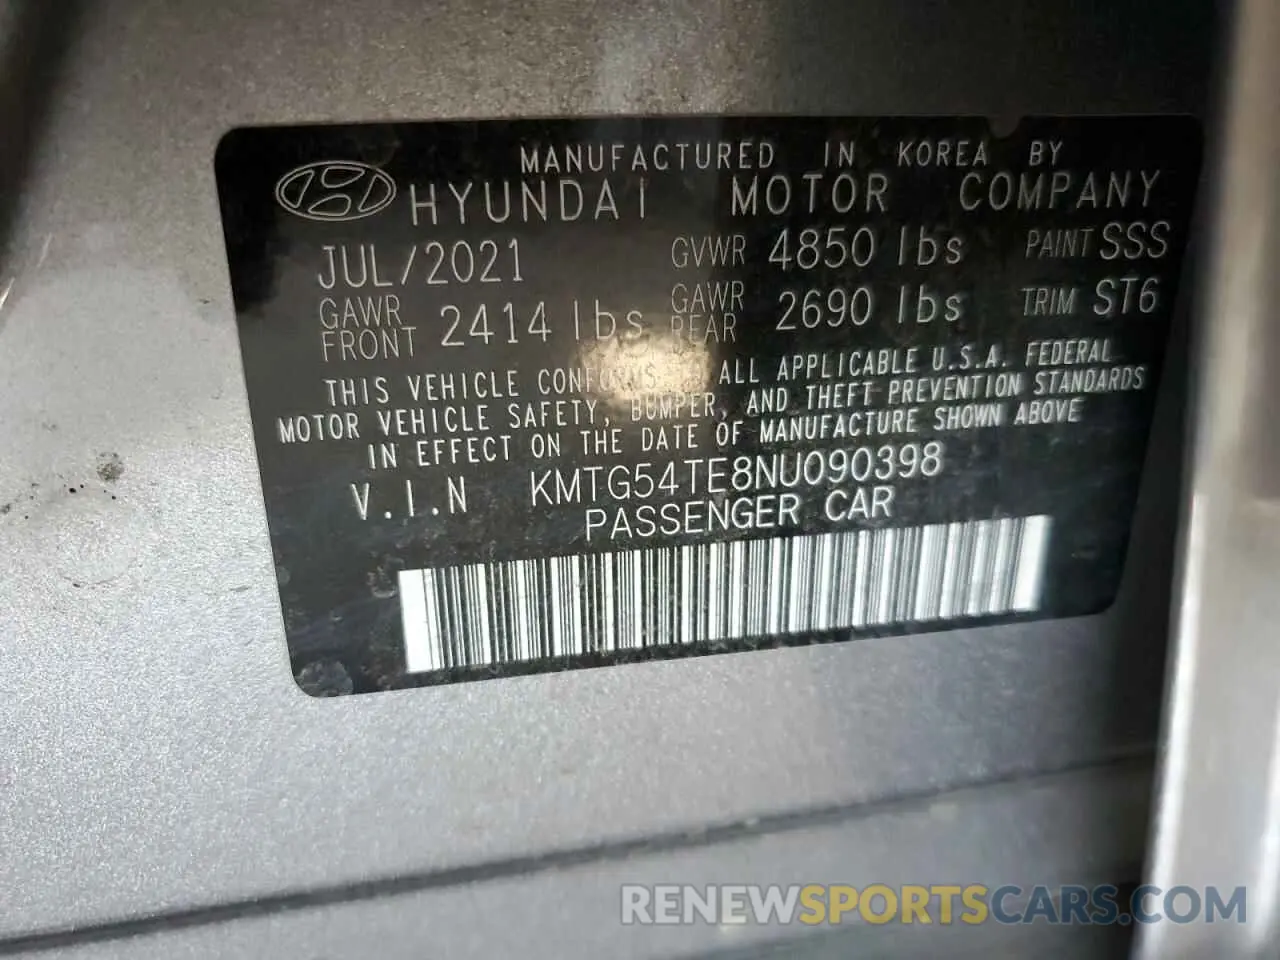 MANUFACTURED IN KOREA BY
HYUNDAI MOTOR COMPANY
JUL/2021 GVWR 4850 lbs PAINT SSS
GAWR FRONT 2414 lbs GAWR REAR 2690 lbs TRIM ST6
THIS VEHICLE CONFORMS TO ALL APPLICABLE U.S.A. FEDERAL
MOTOR VEHICLE SAFETY, BUMPER, AND THEFT PREVENTION STANDARDS
IN EFFECT ON THE DATE OF MANUFACTURE SHOWN ABOVE
V.I.N KMTG54TE8NU090398
PASSENGER CAR
RENEWSPORTSCARS.COM